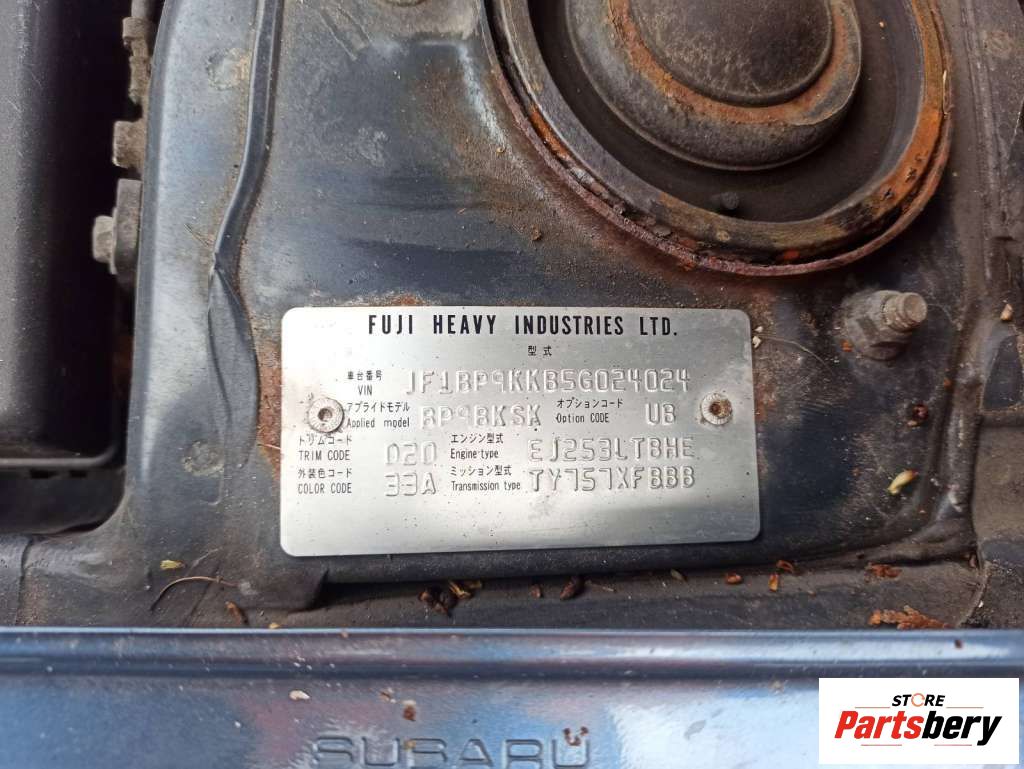 FUJI HEAVY INDUSTRIES LTD.
型式
車台番号
VIN JF1BP9KKB5G024024
アプライドモデル オプションコード
Applied model BP9BKSK Option CODE UB
トリムコード エンジン型式
TRIM CODE 020 Engine type EJ253LTBHE
外装色コード ミッション型式
COLOR CODE 33A Transmission type TY757XFBBB
SUBARU
STORE
Partsbery